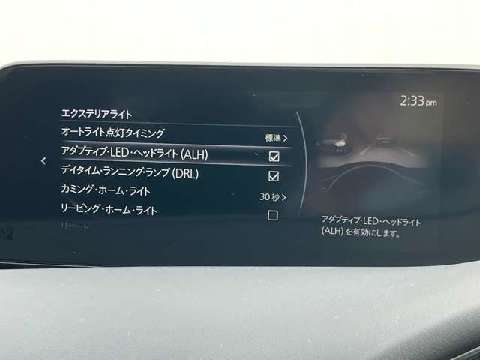 2:33pm
エクステリアライト
オートライト点灯タイミング 標準 >
アダプティブ・LED・ヘッドライト(ALH)
デイタイム・ランニング・ランプ(DRL)
カミング・ホーム・ライト 30秒 >
リービング・ホーム・ライト
アダプティブ・LED・ヘッドライト
(ALH)を有効にします。